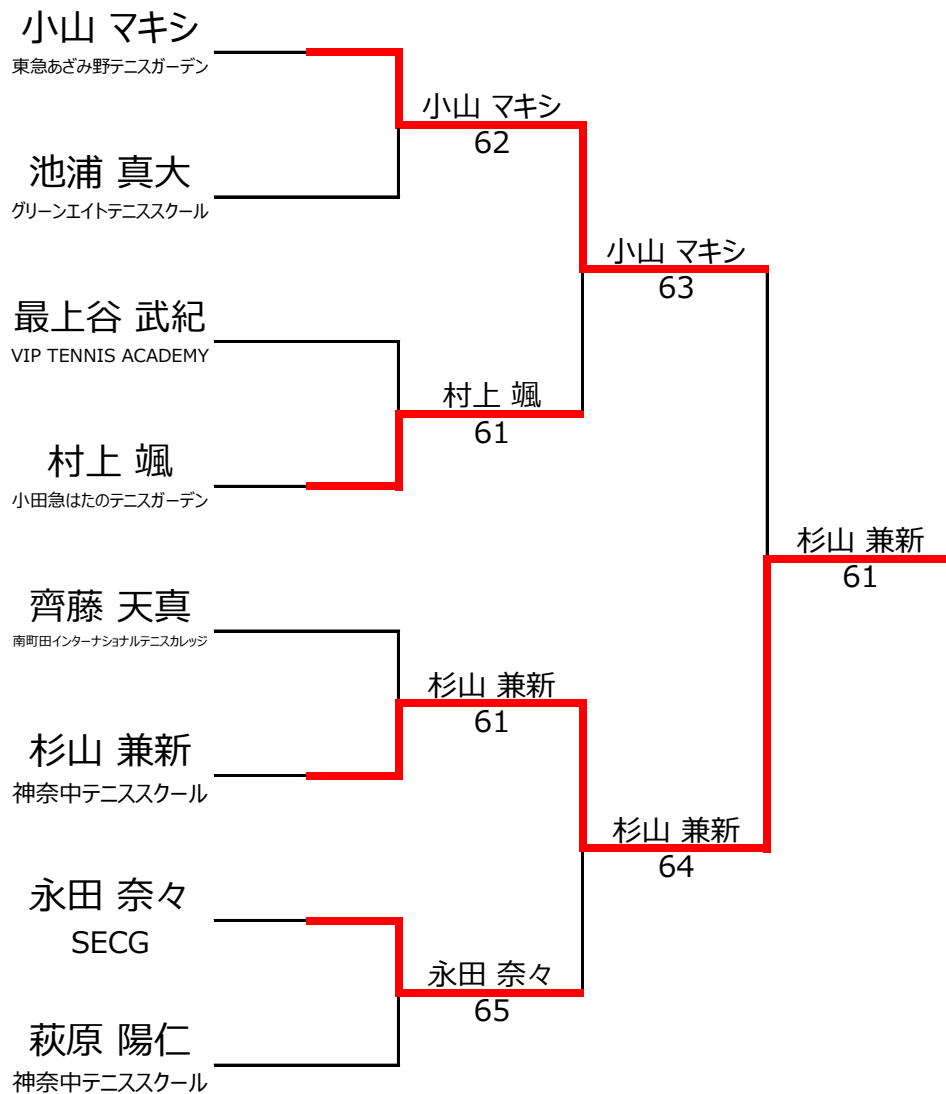 小山 マキシ
東急あざみ野テニスガーデン
小山 マキシ
62
池浦 真大
グリーンエイトテニススクール
小山 マキシ
63
最上谷 武紀
VIP TENNIS ACADEMY
村上 颯
61
村上 颯
小田急はたのテニスガーデン
杉山 兼新
61
齊藤 天真
南町田インターナショナルテニスカレッジ
杉山 兼新
61
杉山 兼新
神奈中テニススクール
杉山 兼新
64
永田 奈々
SECG
永田 奈々
65
萩原 陽仁
神奈中テニススクール